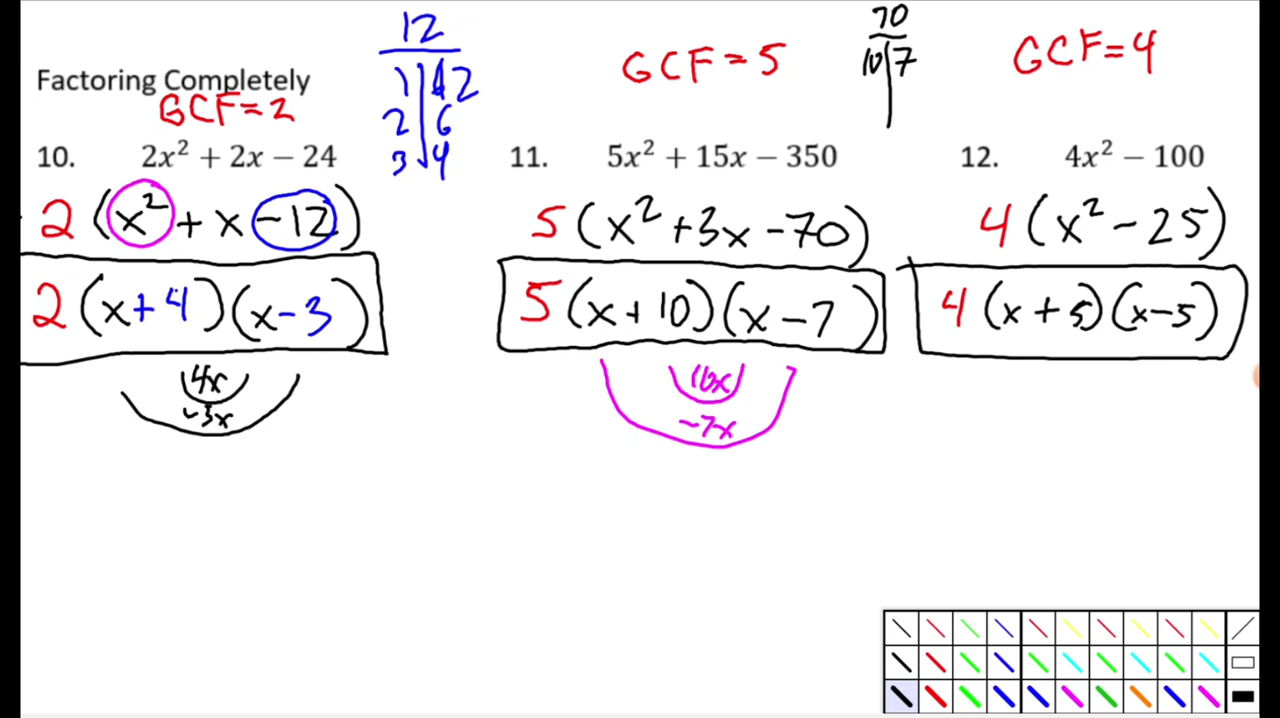 Factoring Completely
GCF = 2
12
1 | 12
2 | 6
3 | 4
10. 2x² + 2x − 24
2 (x² + x − 12)
2 (x + 4)(x − 3)
4x
−3x
GCF = 5
70
10 | 7
11. 5x² + 15x − 350
5 (x² + 3x − 70)
5 (x + 10)(x − 7)
10x
−7x
GCF = 4
12. 4x² − 100
4 (x² − 25)
4 (x + 5)(x − 5)